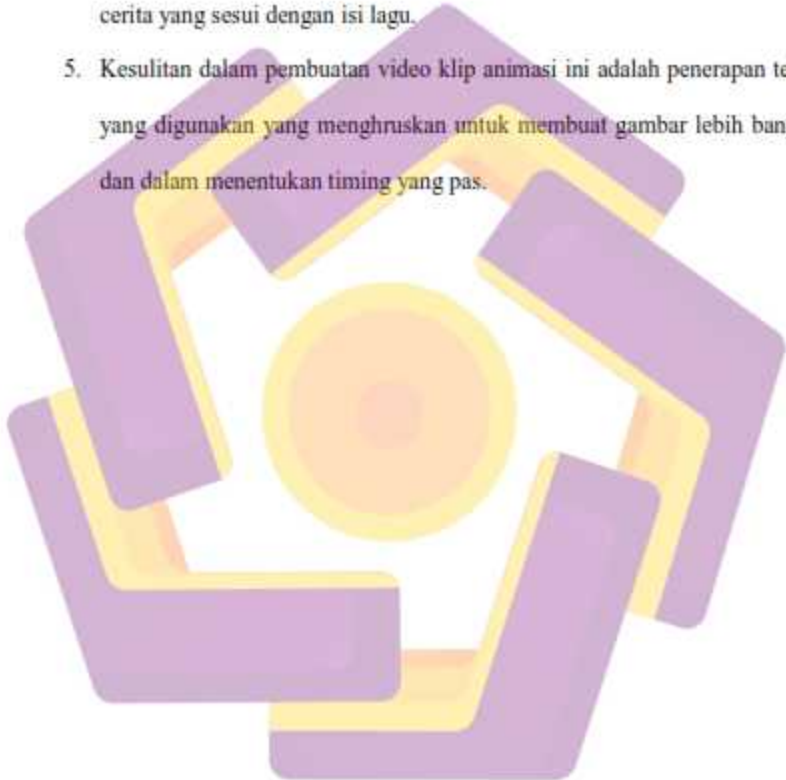 cerita yang sesui dengan isi lagu.
5. Kesulitan dalam pembuatan video klip animasi ini adalah penerapan
yang digunakan yang menghruskan untuk membuat gambar lebih
dan dalam menentukan timing yang pas.